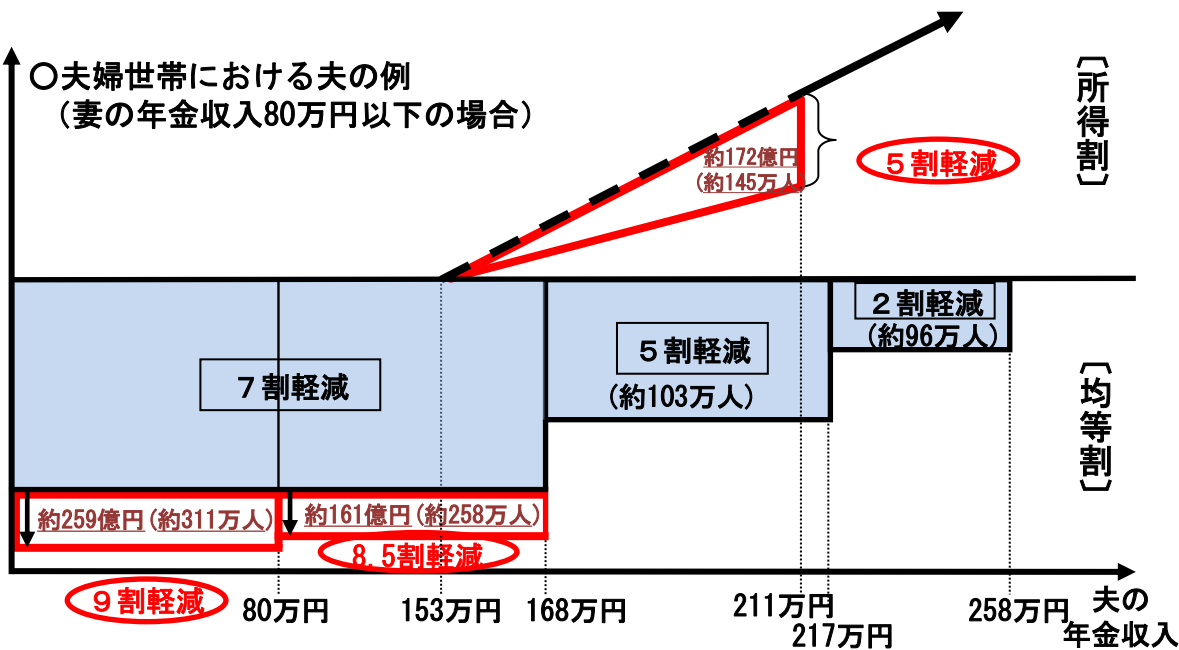 ○夫婦世帯における夫の例
（妻の年金収入80万円以下の場合）
〔所得割〕
約172億円
(約145万人)
５割軽減
２割軽減
(約96万人)
５割軽減
(約103万人)
７割軽減
〔均等割〕
約259億円(約311万人)
約161億円(約258万人)
8.5割軽減
９割軽減
80万円
153万円
168万円
211万円
217万円
258万円
夫の
年金収入